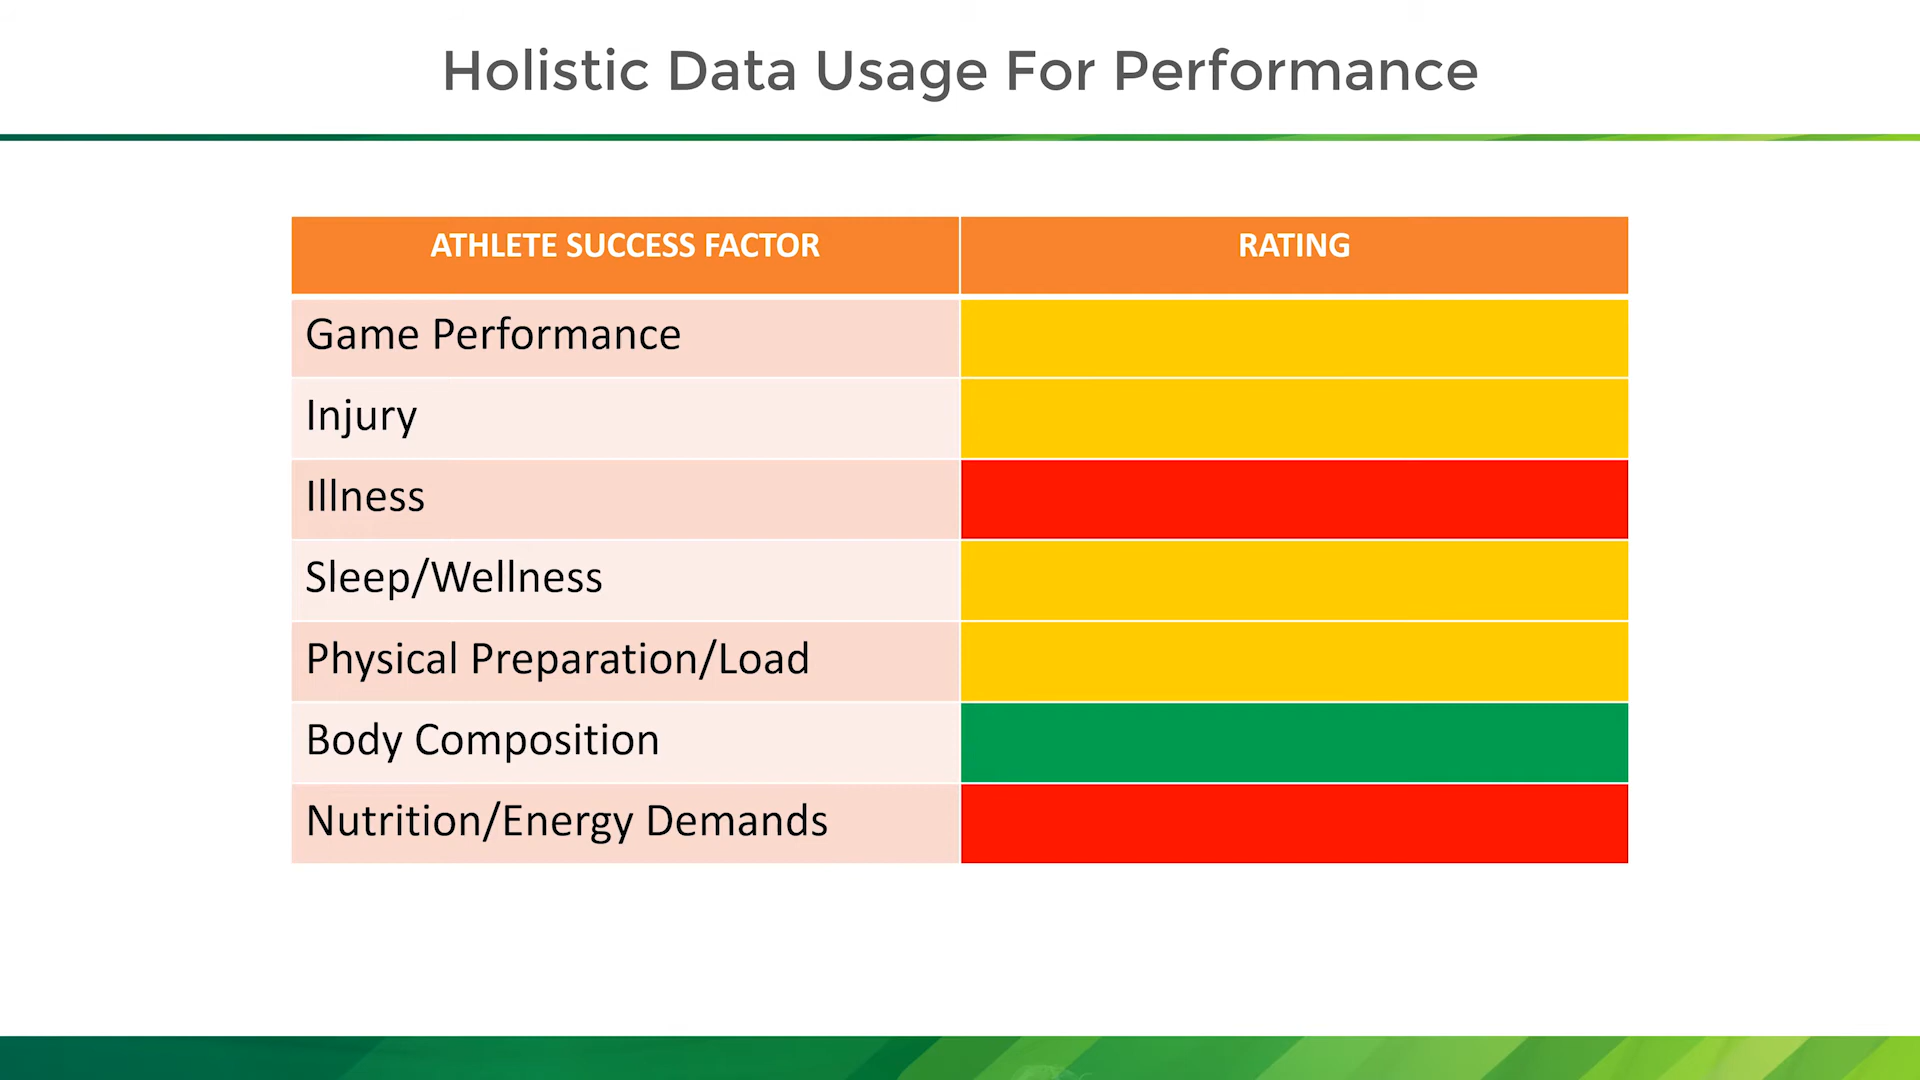 Holistic Data Usage For Performance
ATHLETE SUCCESS FACTOR
RATING
Game Performance
Injury
Illness
Sleep/Wellness
Physical Preparation/Load
Body Composition
Nutrition/Energy Demands